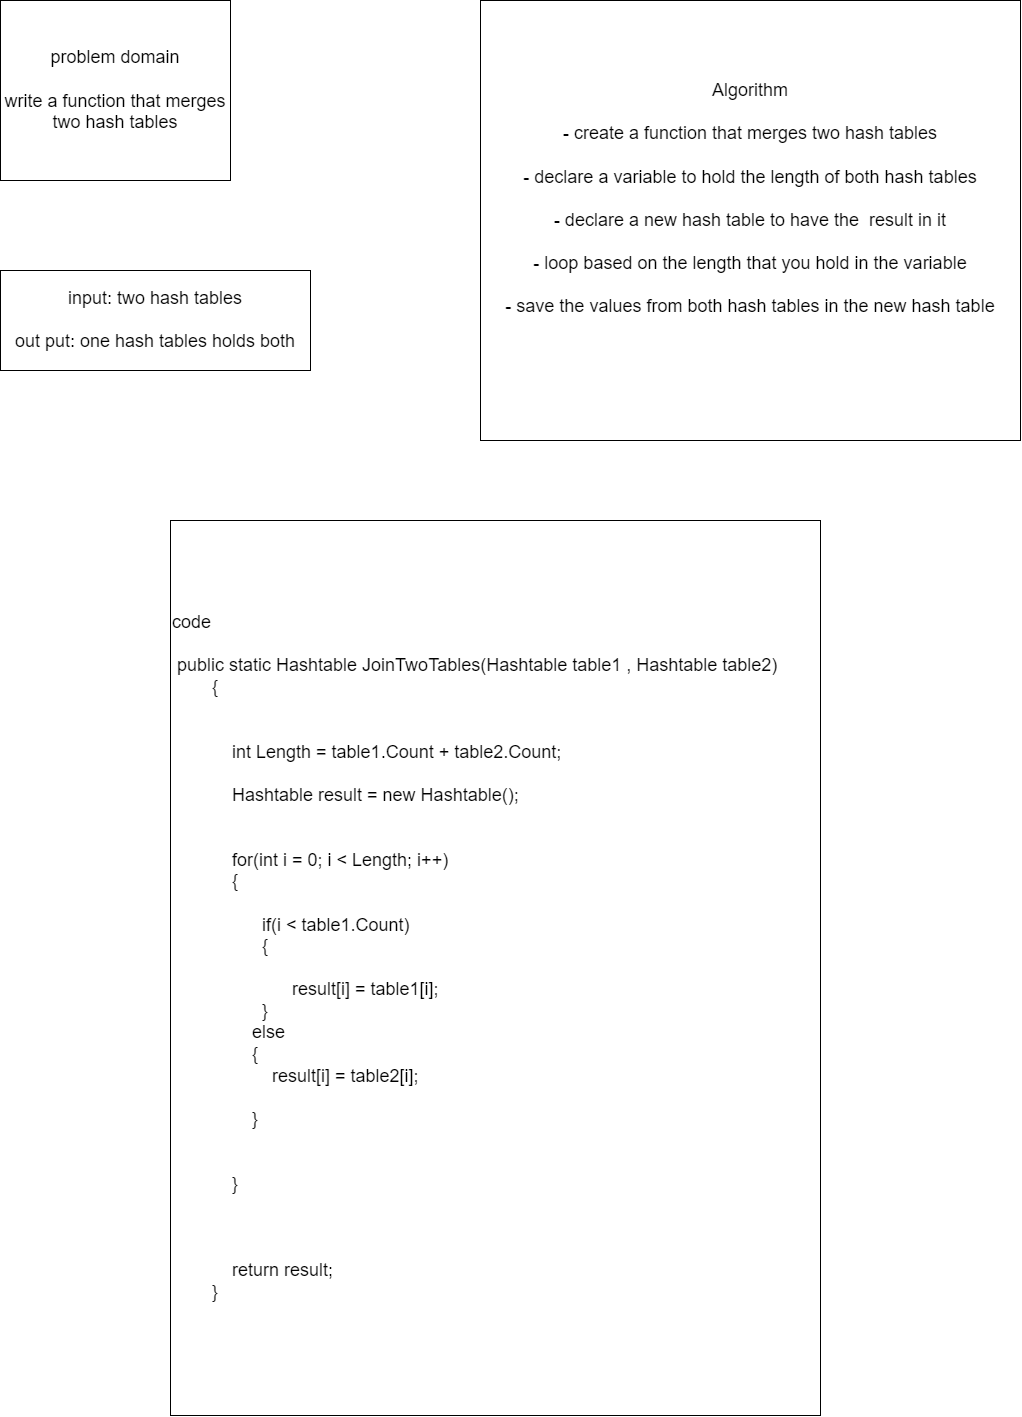 problem domain
write a function that merges
two hash tables
Algorithm
- create a function that merges two hash tables
- declare a variable to hold the length of both hash tables
- declare a new hash table to have the  result in it
- loop based on the length that you hold in the variable
- save the values from both hash tables in the new hash table
input: two hash tables
out put: one hash tables holds both
code
public static Hashtable JoinTwoTables(Hashtable table1 , Hashtable table2)
{
int Length = table1.Count + table2.Count;
Hashtable result = new Hashtable();
for(int i = 0; i < Length; i++)
{
if(i < table1.Count)
{
result[i] = table1[i];
}
else
{
result[i] = table2[i];
}
}
return result;
}